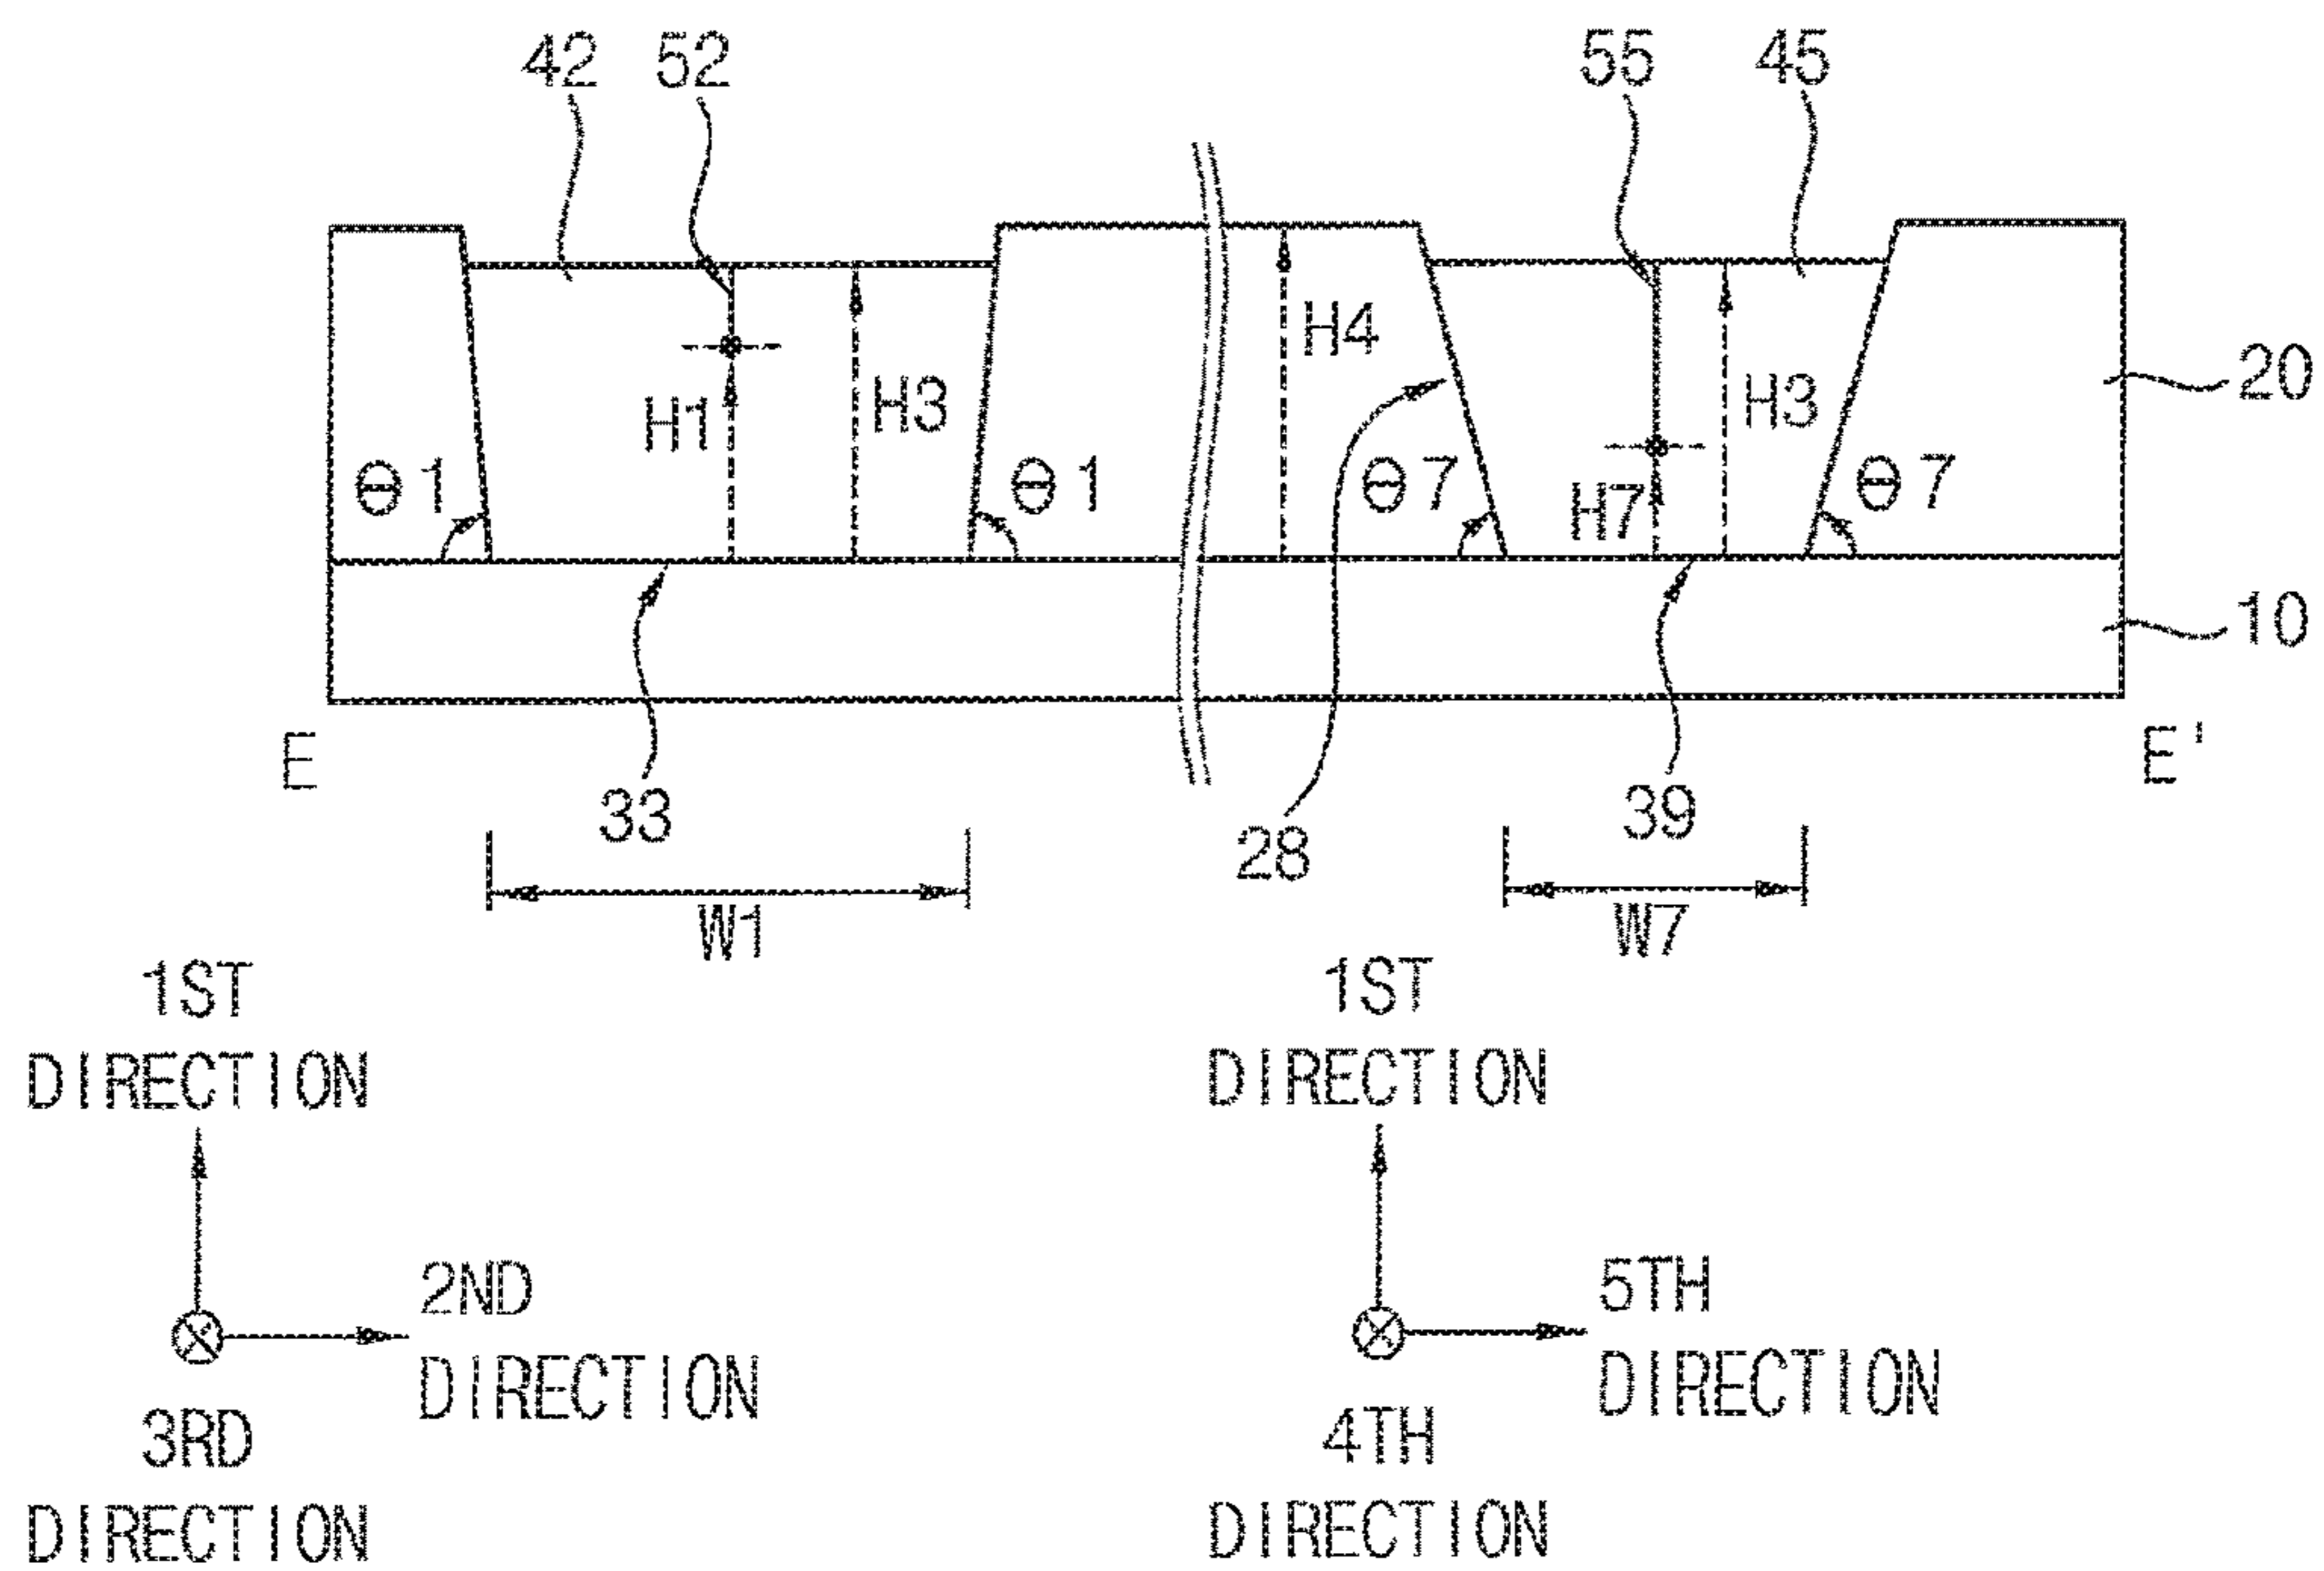 42 52 55 45
H4
H1 H3 H3 20
θ1 θ1 θ7 H7 θ7
10
E E'
33 28 39
W1 W7
1ST DIRECTION
2ND DIRECTION
3RD DIRECTION
1ST DIRECTION
5TH DIRECTION
4TH DIRECTION